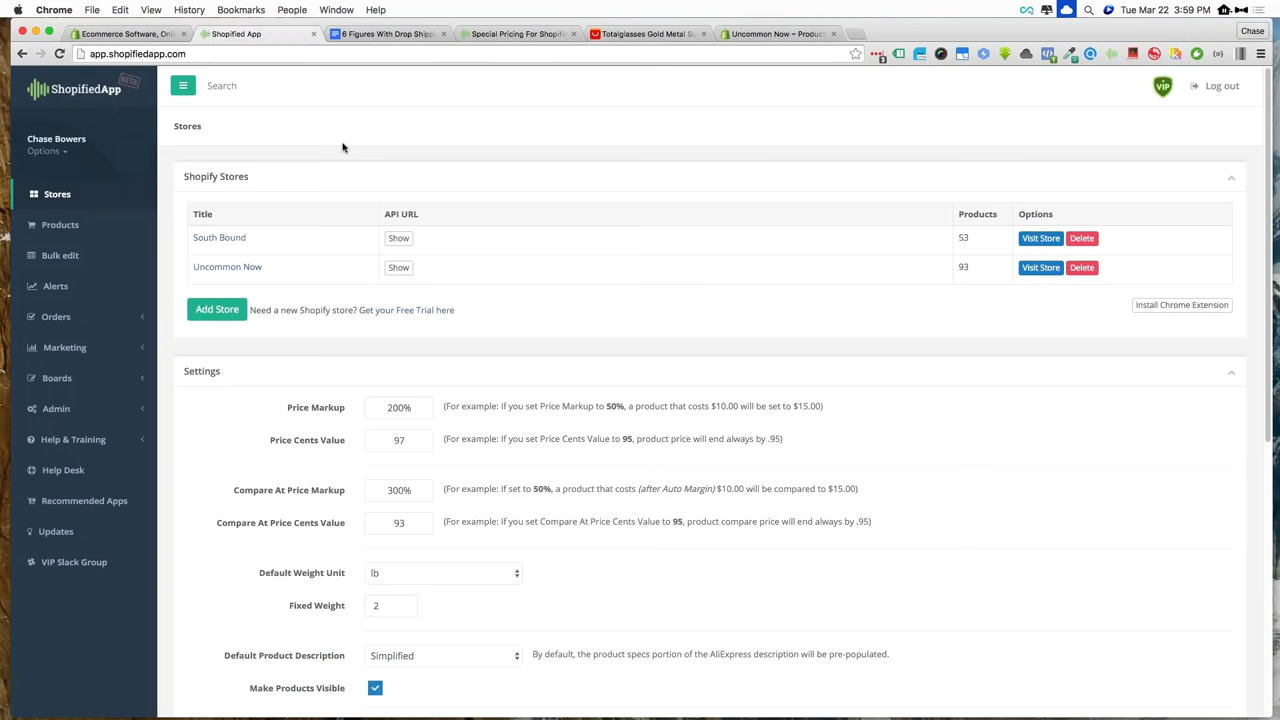 Chrome File Edit View History Bookmarks People Window Help
Tue Mar 22 3:59 PM
Ecommerce Software, Onli
Shopified App
6 Figures With Drop Shipp
Special Pricing For Shopifi
Totalglasses Gold Metal Su
Uncommon Now ~ Product
Chase
app.shopifiedapp.com
ShopifiedApp BETA
Search
VIP
Log out
Chase Bowers
Options
Stores
Products
Bulk edit
Alerts
Orders
Marketing
Boards
Admin
Help & Training
Help Desk
Recommended Apps
Updates
VIP Slack Group
Stores
Shopify Stores
Title API URL Products Options
South Bound Show 53 Visit Store Delete
Uncommon Now Show 93 Visit Store Delete
Add Store Need a new Shopify store? Get your Free Trial here Install Chrome Extension
Settings
Price Markup 200% (For example: If you set Price Markup to 50%, a product that costs $10.00 will be set to $15.00)
Price Cents Value 97 (For example: If you set Price Cents Value to 95, product price will end always by .95)
Compare At Price Markup 300% (For example: If set to 50%, a product that costs (after Auto Margin) $10.00 will be compared to $15.00)
Compare At Price Cents Value 93 (For example: If you set Compare At Price Cents Value to 95, product compare price will end always by .95)
Default Weight Unit lb
Fixed Weight 2
Default Product Description Simplified By default, the product specs portion of the AliExpress description will be pre-populated.
Make Products Visible